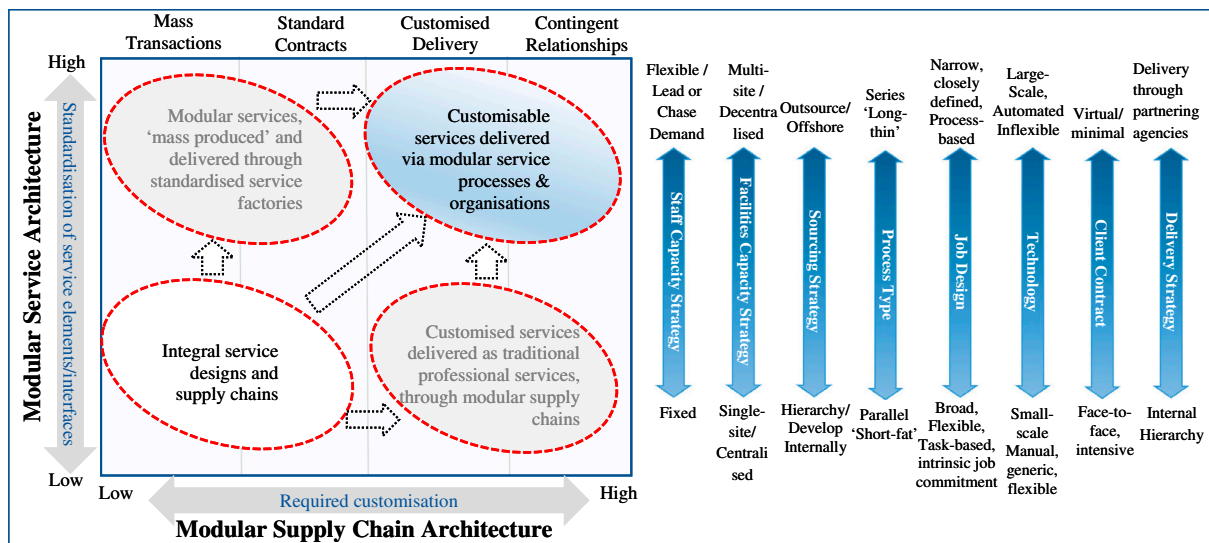 Mass
Transactions
Standard
Contracts
Customised
Delivery
Contingent
Relationships
High
Modular Service Architecture
Standardisation of service elements/interfaces
Low
Modular services,
‘mass produced’ and
delivered through
standardised service
factories
Customisable
services delivered
via modular service
processes &
organisations
Integral service
designs and
supply chains
Customised services
delivered as traditional
professional services,
through modular supply
chains
Low
Required customisation
High
Modular Supply Chain Architecture
Flexible /
Lead or
Chase
Demand
Staff Capacity Strategy
Fixed
Multi-
site /
Decentra
lised
Facilities Capacity Strategy
Single-
site/
Centrali
sed
Outsource/
Offshore
Sourcing Strategy
Hierarchy/
Develop
Internally
Series
‘Long-
thin’
Process Type
Parallel
‘Short-fat’
Narrow,
closely
defined,
Process-
based
Job Design
Broad,
Flexible,
Task-based,
intrinsic job
commitment
Large-
Scale,
Automated
Inflexible
Technology
Small-
scale
Manual,
generic,
flexible
Virtual/
minimal
Client Contract
Face-to-
face,
intensive
Delivery
through
partnering
agencies
Delivery Strategy
Internal
Hierarchy